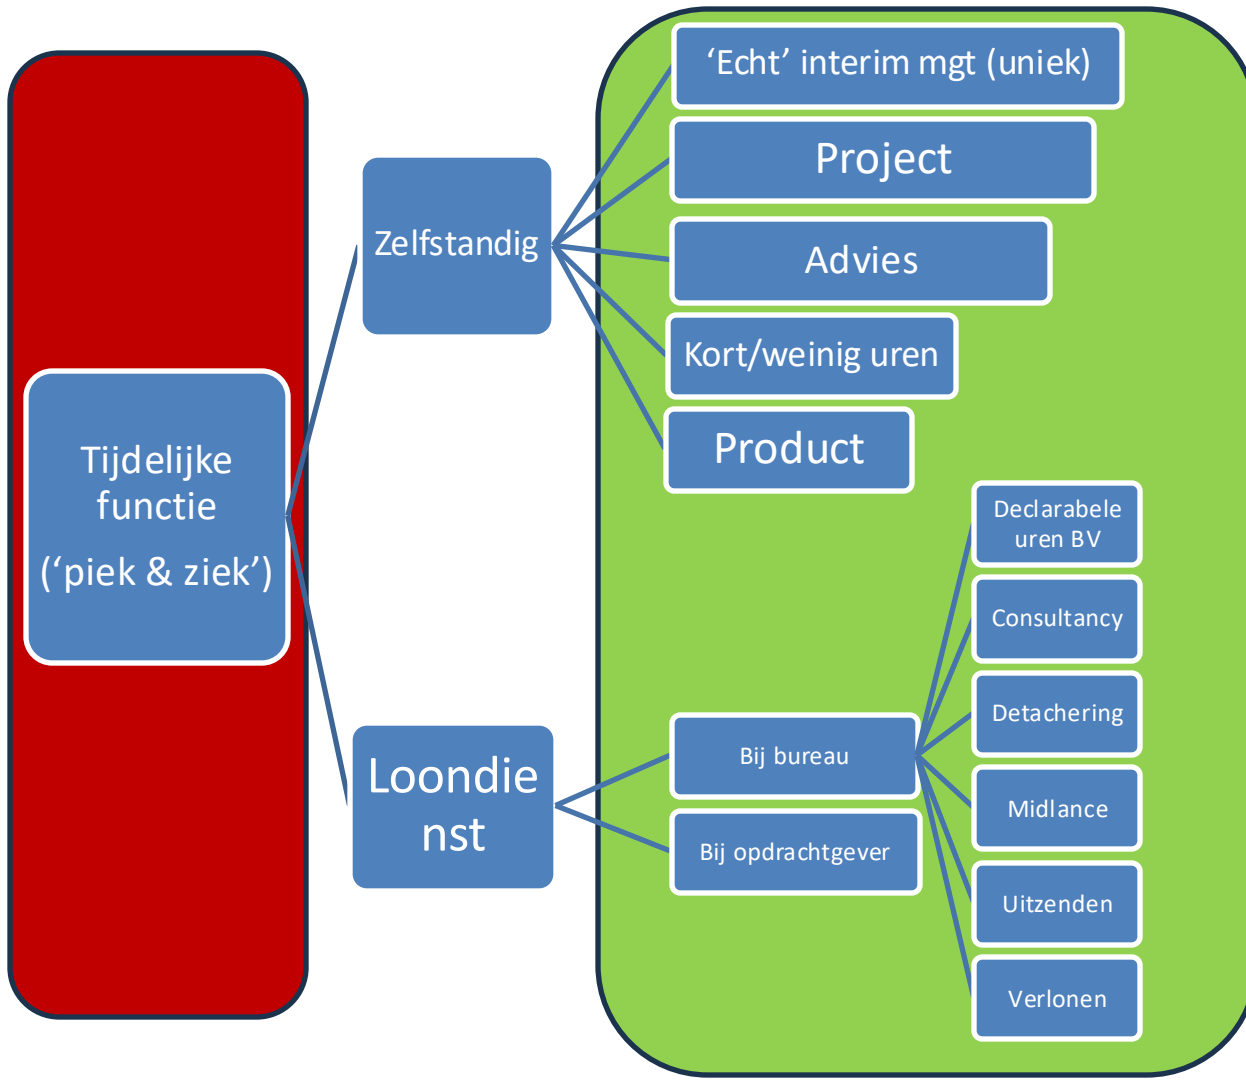 Tijdelijke
functie
(‘piek & ziek’)
Zelfstandig
‘Echt’ interim mgt (uniek)
Project
Advies
Kort/weinig uren
Product
Loondie
nst
Bij bureau
Bij opdrachtgever
Declarabele
uren BV
Consultancy
Detachering
Midlance
Uitzenden
Verlonen